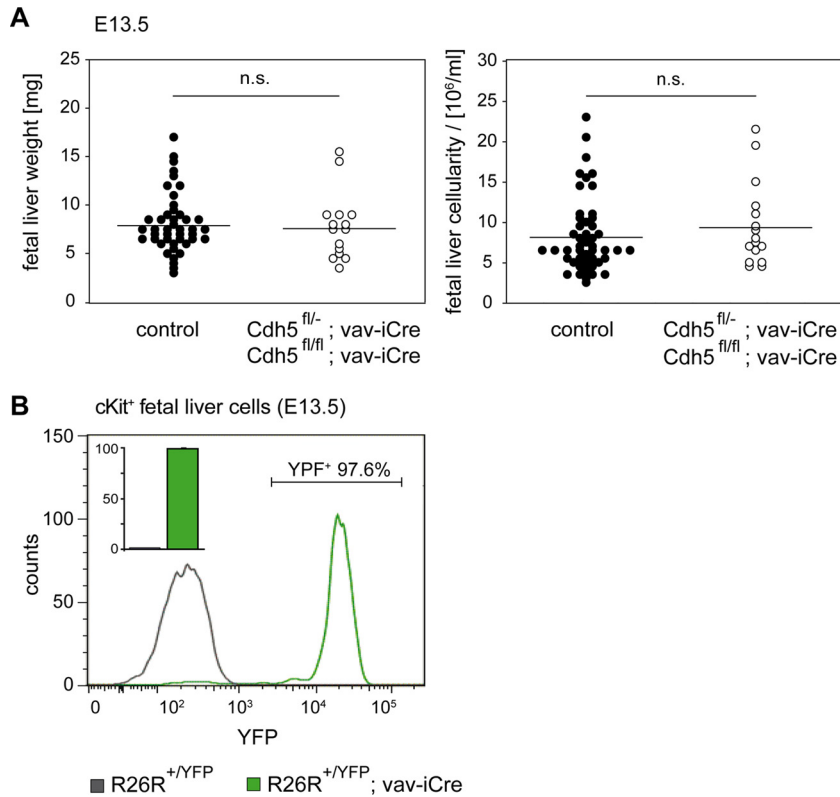 A
E13.5
fetal liver weight [mg]
25
20
15
10
5
0
n.s.
control
Cdh5 fl/- ; vav-iCre
Cdh5 fl/fl ; vav-iCre
fetal liver cellularity / [10⁶/ml]
30
25
20
15
10
5
0
n.s.
control
Cdh5 fl/- ; vav-iCre
Cdh5 fl/fl ; vav-iCre
B
cKit⁺ fetal liver cells (E13.5)
counts
150
100
50
0
100
50
0
YPF⁺ 97.6%
0 10² 10³ 10⁴ 10⁵
YFP
R26R+/YFP
R26R+/YFP; vav-iCre